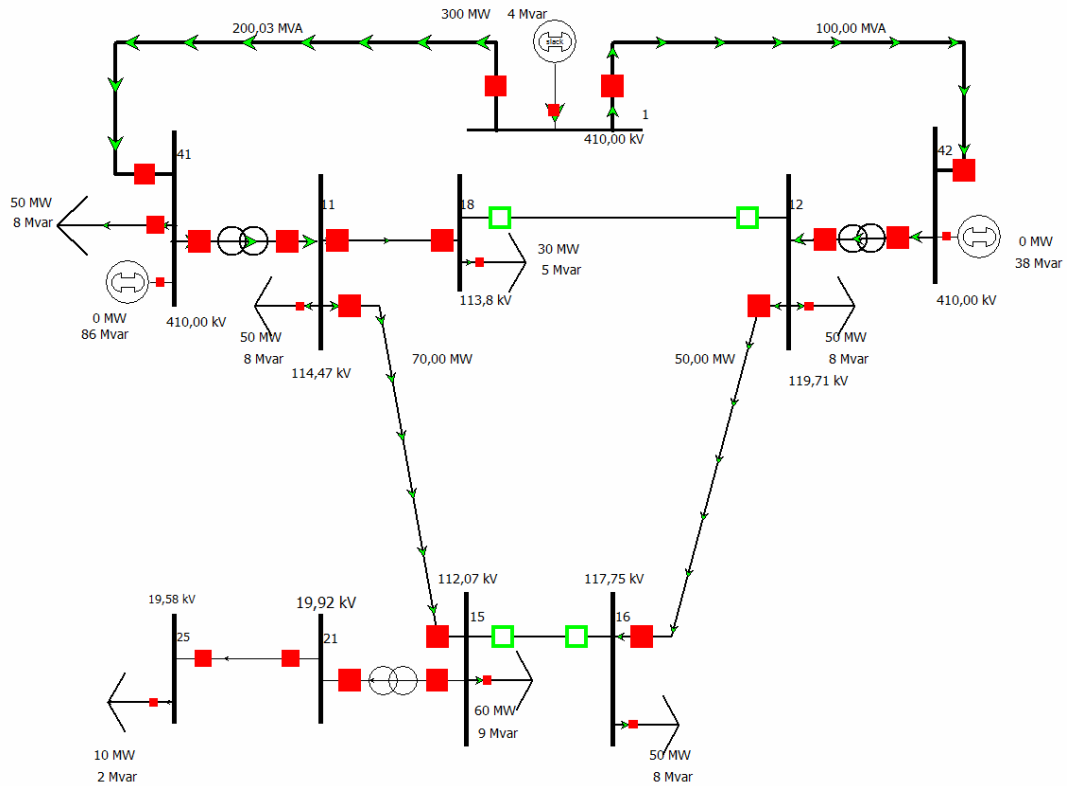 300 MW 4 Mvar
200,03 MVA
slack
100,00 MVA
1
410,00 kV
41
42
50 MW
8 Mvar
11
18
12
0 MW
86 Mvar
410,00 kV
30 MW
5 Mvar
113,8 kV
0 MW
38 Mvar
410,00 kV
50 MW
8 Mvar
114,47 kV
70,00 MW
50,00 MW
50 MW
8 Mvar
119,71 kV
112,07 kV
117,75 kV
19,58 kV
19,92 kV
15
16
25
21
60 MW
9 Mvar
10 MW
2 Mvar
50 MW
8 Mvar